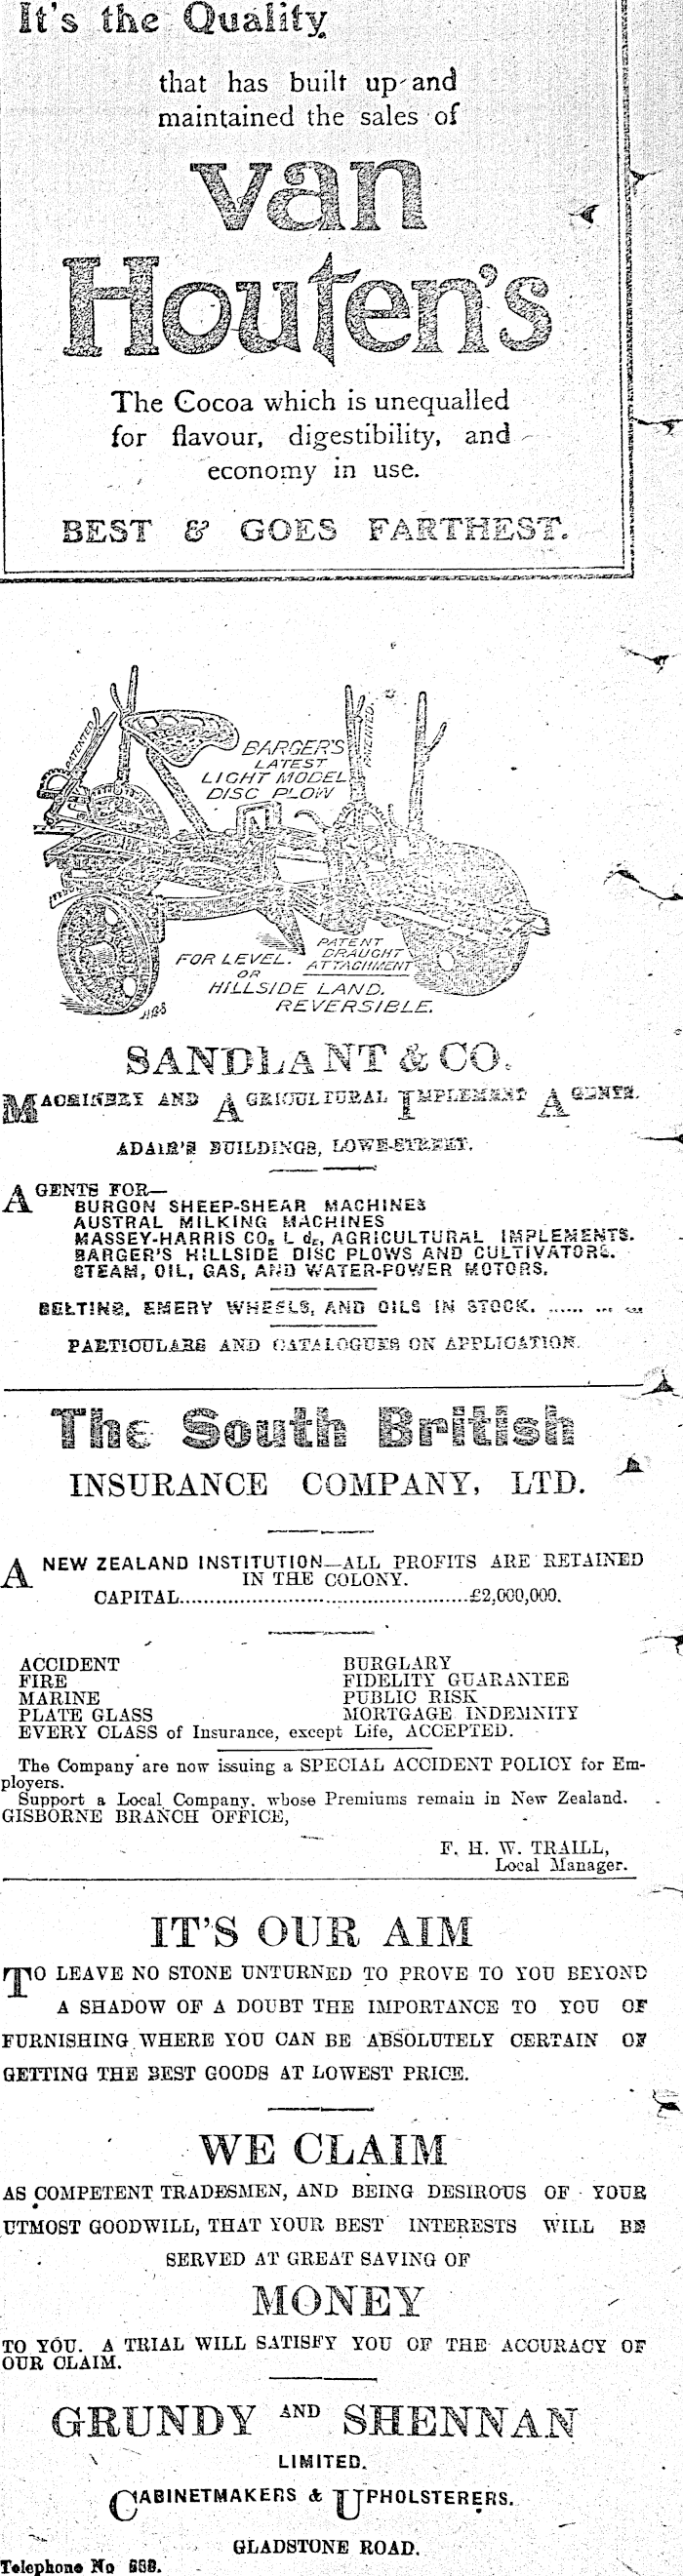 It's the Quality
that has built up and
maintained the sales of
van
Houten's
The Cocoa which is unequalled
for flavour, digestibility, and
economy in use.
BEST & GOES FARTHEST.
PATENTED
BARGER'S
LATEST
LIGHT MODEL
DISC PLOW
PATENTED
FOR LEVEL.
OR
HILLSIDE LAND.
REVERSIBLE.
PATENT
DRAUGHT
ATTACHMENT
SANDLANT & CO.
MACHINERY AND AGRICULTURAL IMPLEMENT AGENTS.
ADAIR'S BUILDINGS, LOWE-STREET.
AGENTS FOR—
BURGON SHEEP-SHEAR MACHINES
AUSTRAL MILKING MACHINES
MASSEY-HARRIS CO, L d., AGRICULTURAL IMPLEMENTS.
BARGER'S HILLSIDE DISC PLOWS AND CULTIVATORS.
STEAM, OIL, GAS, AND WATER-POWER MOTORS.
BELTING, EMERY WHEELS, AND OILS IN STOCK. ...... ... ...
PARTICULARS AND CATALOGUES ON APPLICATION.
The South British
INSURANCE COMPANY, LTD.
A NEW ZEALAND INSTITUTION—ALL PROFITS ARE RETAINED
IN THE COLONY.
CAPITAL................................................£2,000,000.
ACCIDENT BURGLARY
FIRE FIDELITY GUARANTEE
MARINE PUBLIC RISK
PLATE GLASS MORTGAGE INDEMNITY
EVERY CLASS of Insurance, except Life, ACCEPTED.
The Company are now issuing a SPECIAL ACCIDENT POLICY for Em-
ployers.
Support a Local Company. whose Premiums remain in New Zealand.
GISBORNE BRANCH OFFICE,
F. H. W. TRAILL,
Local Manager.
IT'S OUR AIM
TO LEAVE NO STONE UNTURNED TO PROVE TO YOU BEYOND
A SHADOW OF A DOUBT THE IMPORTANCE TO YOU OF
FURNISHING WHERE YOU CAN BE ABSOLUTELY CERTAIN OF
GETTING THE BEST GOODS AT LOWEST PRICE.
WE CLAIM
AS COMPETENT TRADESMEN, AND BEING DESIROUS OF YOUR
UTMOST GOODWILL, THAT YOUR BEST INTERESTS WILL BE
SERVED AT GREAT SAVING OF
MONEY
TO YOU. A TRIAL WILL SATISFY YOU OF THE ACCURACY OF
OUR CLAIM.
GRUNDY AND SHENNAN
LIMITED.
CABINETMAKERS & UPHOLSTERERS.
GLADSTONE ROAD.
Telephone No